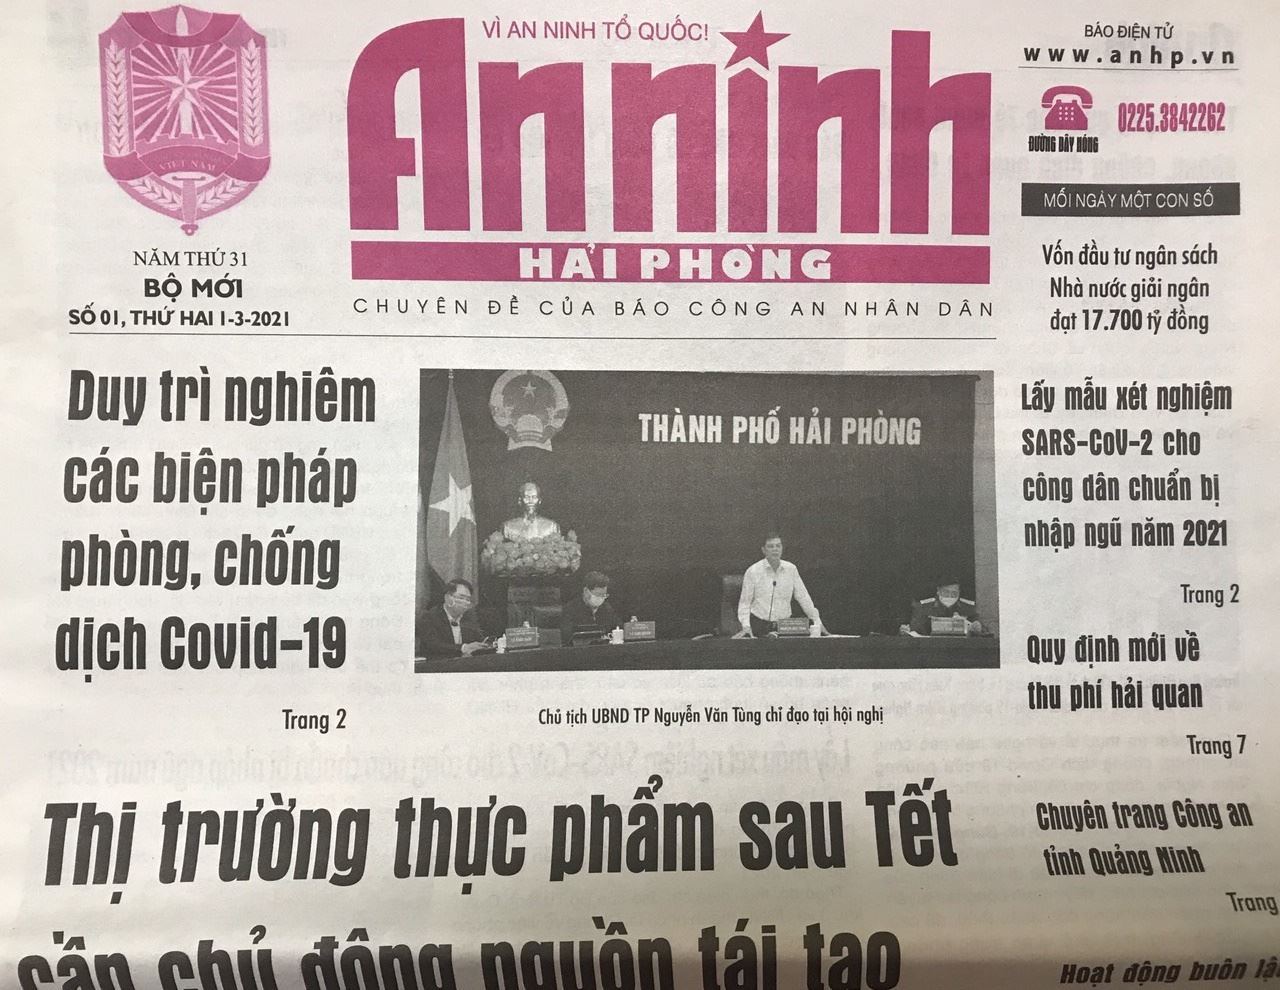 VIỆT NAM
NĂM THỨ 31
BỘ MỚI
SỐ 01, THỨ HAI 1-3-2021
VÌ AN NINH TỔ QUỐC!
An ninh
HẢI PHÒNG
CHUYÊN ĐỀ CỦA BÁO CÔNG AN NHÂN DÂN
BÁO ĐIỆN TỬ
www.anhp.vn
ĐƯỜNG DÂY NÓNG
0225.3842262
MỖI NGÀY MỘT CON SỐ
Vốn đầu tư ngân sách
Nhà nước giải ngân
đạt 17.700 tỷ đồng
Duy trì nghiêm
các biện pháp
phòng, chống
dịch Covid-19
Trang 2
THÀNH PHỐ HẢI PHÒNG
Chủ tịch UBND TP Nguyễn Văn Tùng chỉ đạo tại hội nghị
Lấy mẫu xét nghiệm
SARS-CoV-2 cho
công dân chuẩn bị
nhập ngũ năm 2021
Trang 2
Quy định mới về
thu phí hải quan
Trang 7
Thị trường thực phẩm sau Tết
cần chủ động nguồn tái tạo
Chuyên trang Công an
tỉnh Quảng Ninh
Trang
Hoạt động buôn